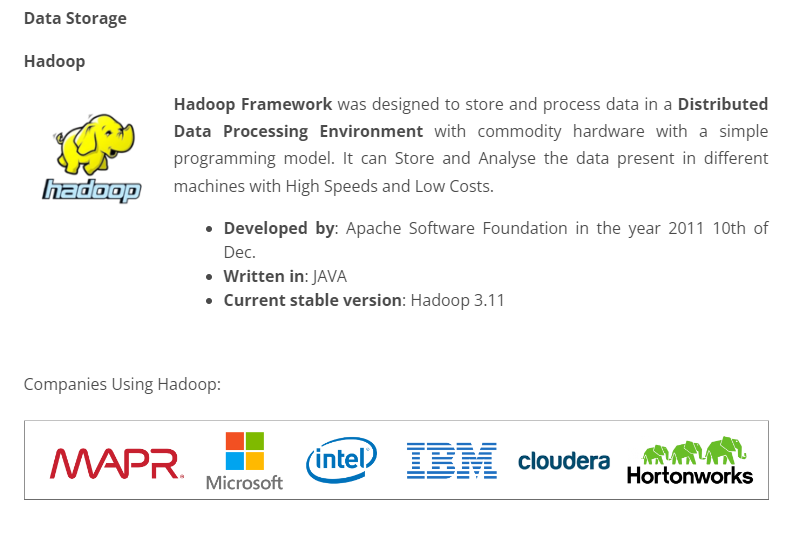 Data Storage
Hadoop
Hadoop Framework was designed to store and process data in a Distributed
Data Processing Environment with commodity hardware with a simple
programming model. It can Store and Analyse the data present in different
machines with High Speeds and Low Costs.
hadoop
• Developed by: Apache Software Foundation in the year 2011 10th of
Dec.
• Written in: JAVA
• Current stable version: Hadoop 3.11
Companies Using Hadoop:
MAPR Microsoft intel IBM cloudera Hortonworks